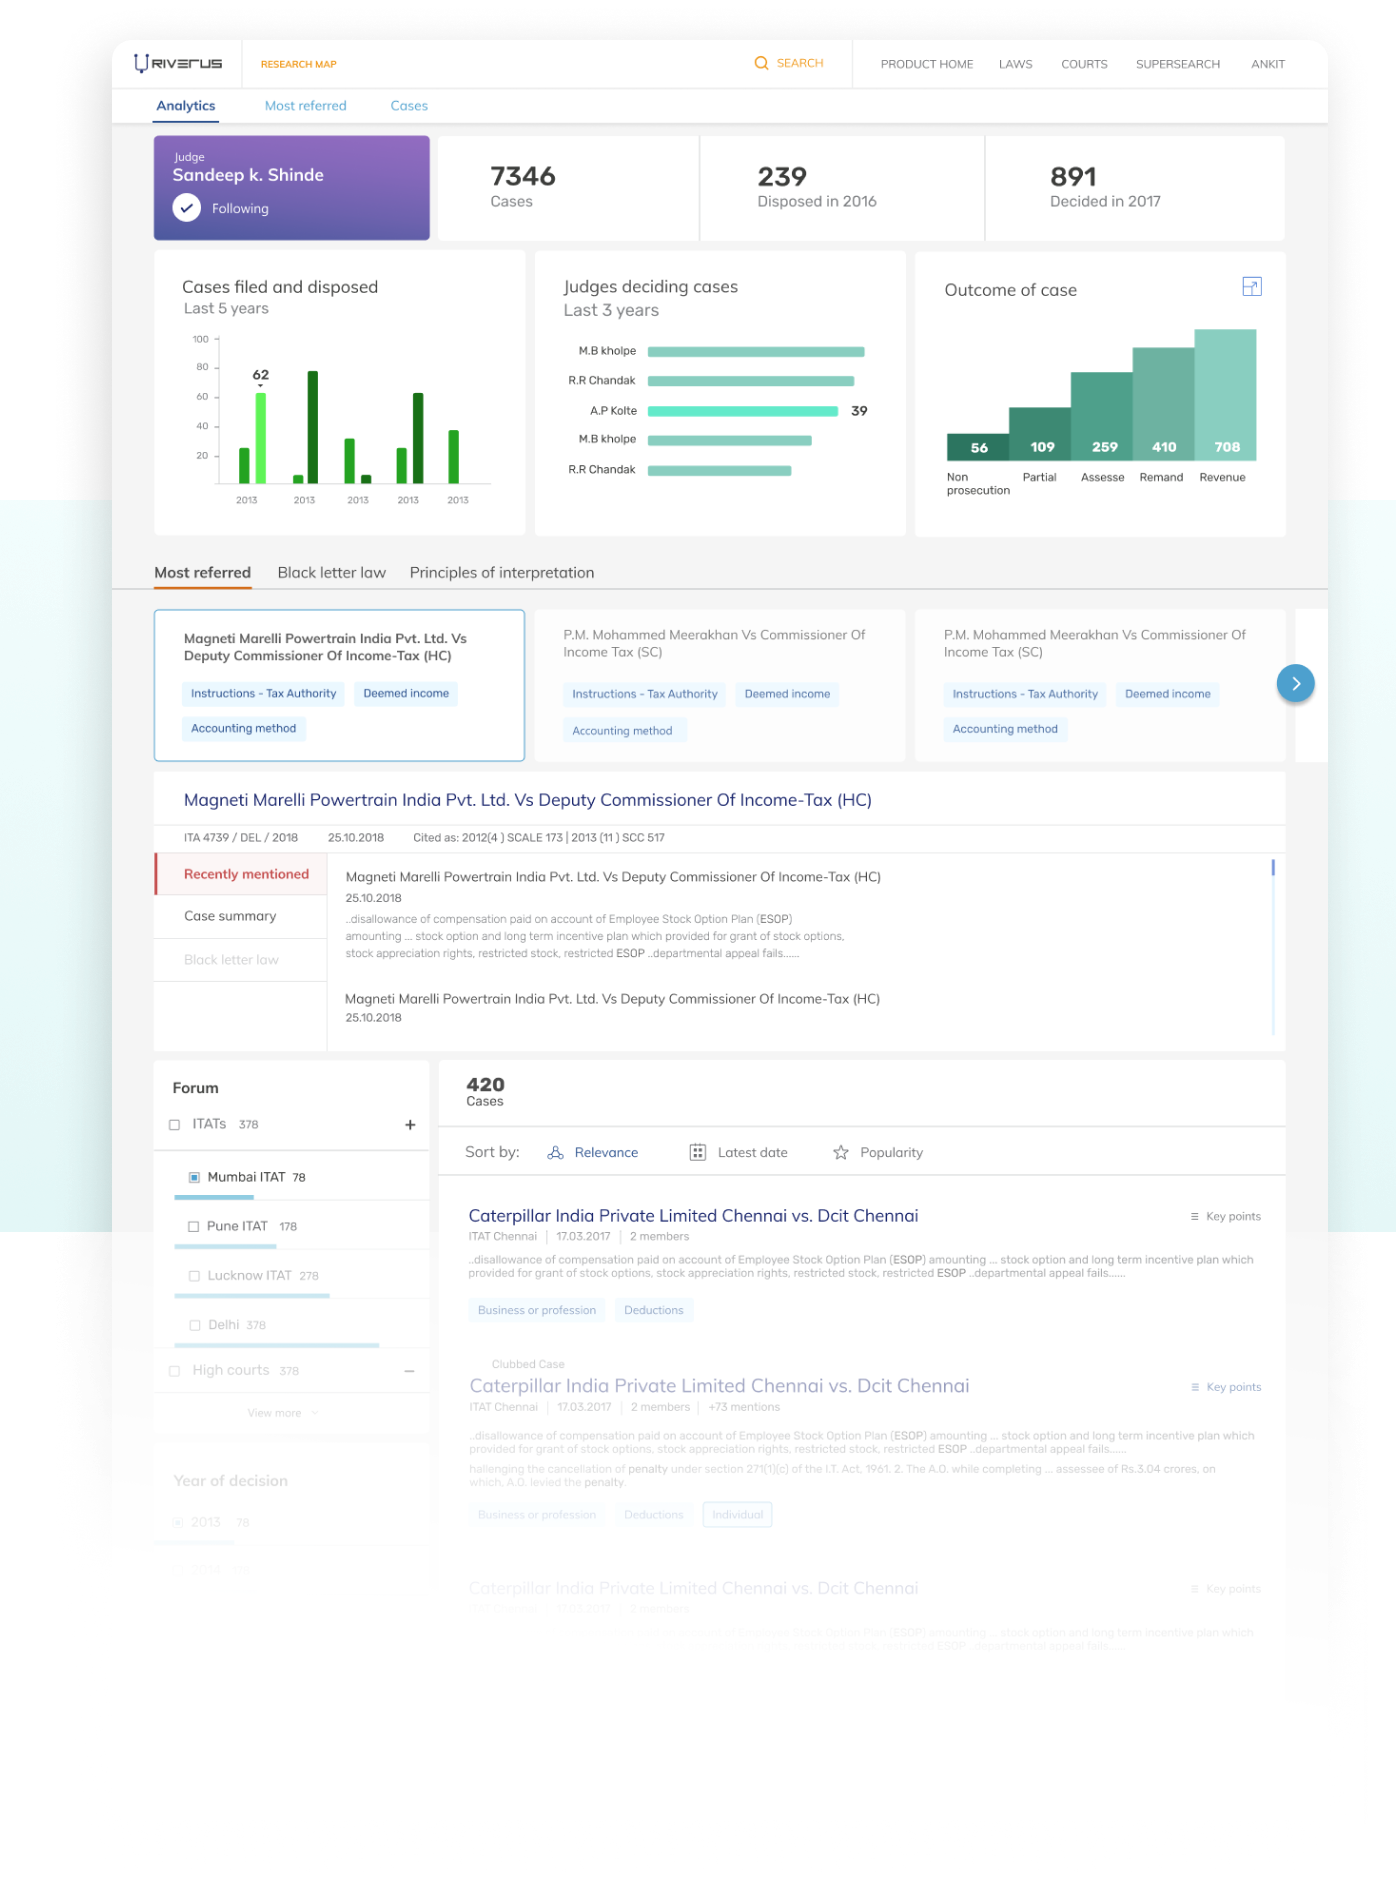 RIVERUS
RESEARCH MAP
SEARCH
PRODUCT HOME
LAWS
COURTS
SUPERSEARCH
ANKIT
Analytics
Most referred
Cases
Judge
Sandeep k. Shinde
Following
7346
Cases
239
Disposed in 2016
891
Decided in 2017
Cases filed and disposed
Last 5 years
100
80
60
40
20
62
2013 2013 2013 2013 2013
Judges deciding cases
Last 3 years
M.B kholpe
R.R Chandak
A.P Kolte 39
M.B kholpe
R.R Chandak
Outcome of case
56 109 259 410 708
Non prosecution
Partial
Assesse
Remand
Revenue
Most referred
Black letter law
Principles of interpretation
Magneti Marelli Powertrain India Pvt. Ltd. Vs
Deputy Commissioner Of Income-Tax (HC)
Instructions - Tax Authority
Deemed income
Accounting method
P.M. Mohammed Meerakhan Vs Commissioner Of
Income Tax (SC)
Instructions - Tax Authority
Deemed income
Accounting method
P.M. Mohammed Meerakhan Vs Commissioner Of
Income Tax (SC)
Instructions - Tax Authority
Deemed income
Accounting method
Magneti Marelli Powertrain India Pvt. Ltd. Vs Deputy Commissioner Of Income-Tax (HC)
ITA 4739 / DEL / 2018 25.10.2018 Cited as: 2012(4 ) SCALE 173 | 2013 (11 ) SCC 517
Recently mentioned
Case summary
Black letter law
Magneti Marelli Powertrain India Pvt. Ltd. Vs Deputy Commissioner Of Income-Tax (HC)
25.10.2018
..disallowance of compensation paid on account of Employee Stock Option Plan (ESOP)
amounting ... stock option and long term incentive plan which provided for grant of stock options,
stock appreciation rights, restricted stock, restricted ESOP ..departmental appeal fails......
Magneti Marelli Powertrain India Pvt. Ltd. Vs Deputy Commissioner Of Income-Tax (HC)
25.10.2018
Forum
ITATs 378 +
Mumbai ITAT 78
Pune ITAT 178
Lucknow ITAT 278
Delhi 378
High courts 378 −
View more
Year of decision
2013 78
420
Cases
Sort by: Relevance Latest date Popularity
Caterpillar India Private Limited Chennai vs. Dcit Chennai
Key points
ITAT Chennai | 17.03.2017 | 2 members
..disallowance of compensation paid on account of Employee Stock Option Plan (ESOP) amounting ... stock option and long term incentive plan which
provided for grant of stock options, stock appreciation rights, restricted stock, restricted ESOP ..departmental appeal fails......
Business or profession
Deductions
Clubbed Case
Caterpillar India Private Limited Chennai vs. Dcit Chennai
Key points
ITAT Chennai | 17.03.2017 | 2 members | +73 mentions
..disallowance of compensation paid on account of Employee Stock Option Plan (ESOP) amounting ... stock option and long term incentive plan which
provided for grant of stock options, stock appreciation rights, restricted stock, restricted ESOP ..departmental appeal fails......
hallenging the cancellation of penalty under section 271(1)(c) of the I.T. Act, 1961. 2. The A.O. while completing ... assessee of Rs.3.04 crores, on
which, A.O. levied the penalty.
Business or profession
Deductions
Individual
Caterpillar India Private Limited Chennai vs. Dcit Chennai
Key points